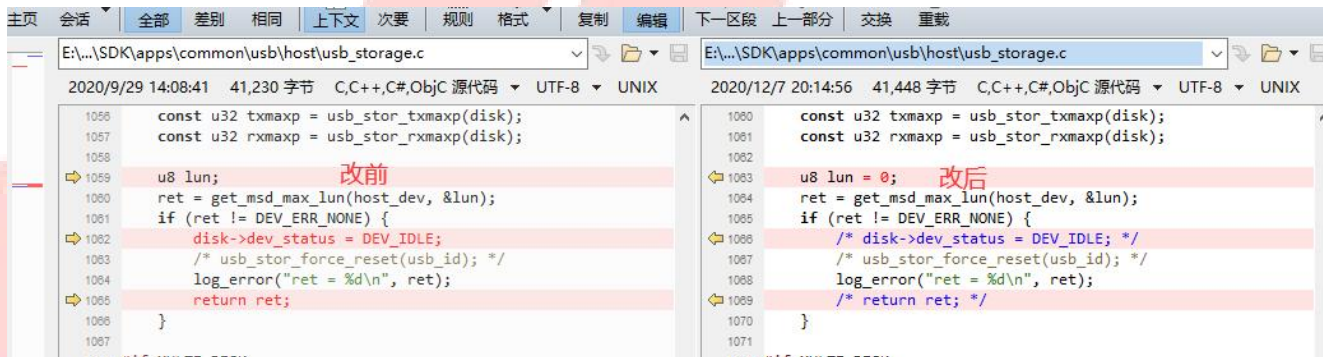 主页 会话 全部 差别 相同 上下文 次要 规则 格式 复制 编辑 下一区段 上一部分 交换 重载
E:\...\SDK\apps\common\usb\host\usb_storage.c
2020/9/29 14:08:41 41,230 字节 C,C++,C#,ObjC 源代码 UTF-8 UNIX
1056 const u32 txmaxp = usb_stor_txmaxp(disk);
1057 const u32 rxmaxp = usb_stor_rxmaxp(disk);
1058
1059 u8 lun; 改前
1060 ret = get_msd_max_lun(host_dev, &lun);
1061 if (ret != DEV_ERR_NONE) {
1062 disk->dev_status = DEV_IDLE;
1063 /* usb_stor_force_reset(usb_id); */
1064 log_error("ret = %d\n", ret);
1065 return ret;
1066 }
1067
E:\...\SDK\apps\common\usb\host\usb_storage.c
2020/12/7 20:14:56 41,448 字节 C,C++,C#,ObjC 源代码 UTF-8 UNIX
1060 const u32 txmaxp = usb_stor_txmaxp(disk);
1061 const u32 rxmaxp = usb_stor_rxmaxp(disk);
1062
1063 u8 lun = 0; 改后
1064 ret = get_msd_max_lun(host_dev, &lun);
1065 if (ret != DEV_ERR_NONE) {
1066 /* disk->dev_status = DEV_IDLE; */
1067 /* usb_stor_force_reset(usb_id); */
1068 log_error("ret = %d\n", ret);
1069 /* return ret; */
1070 }
1071